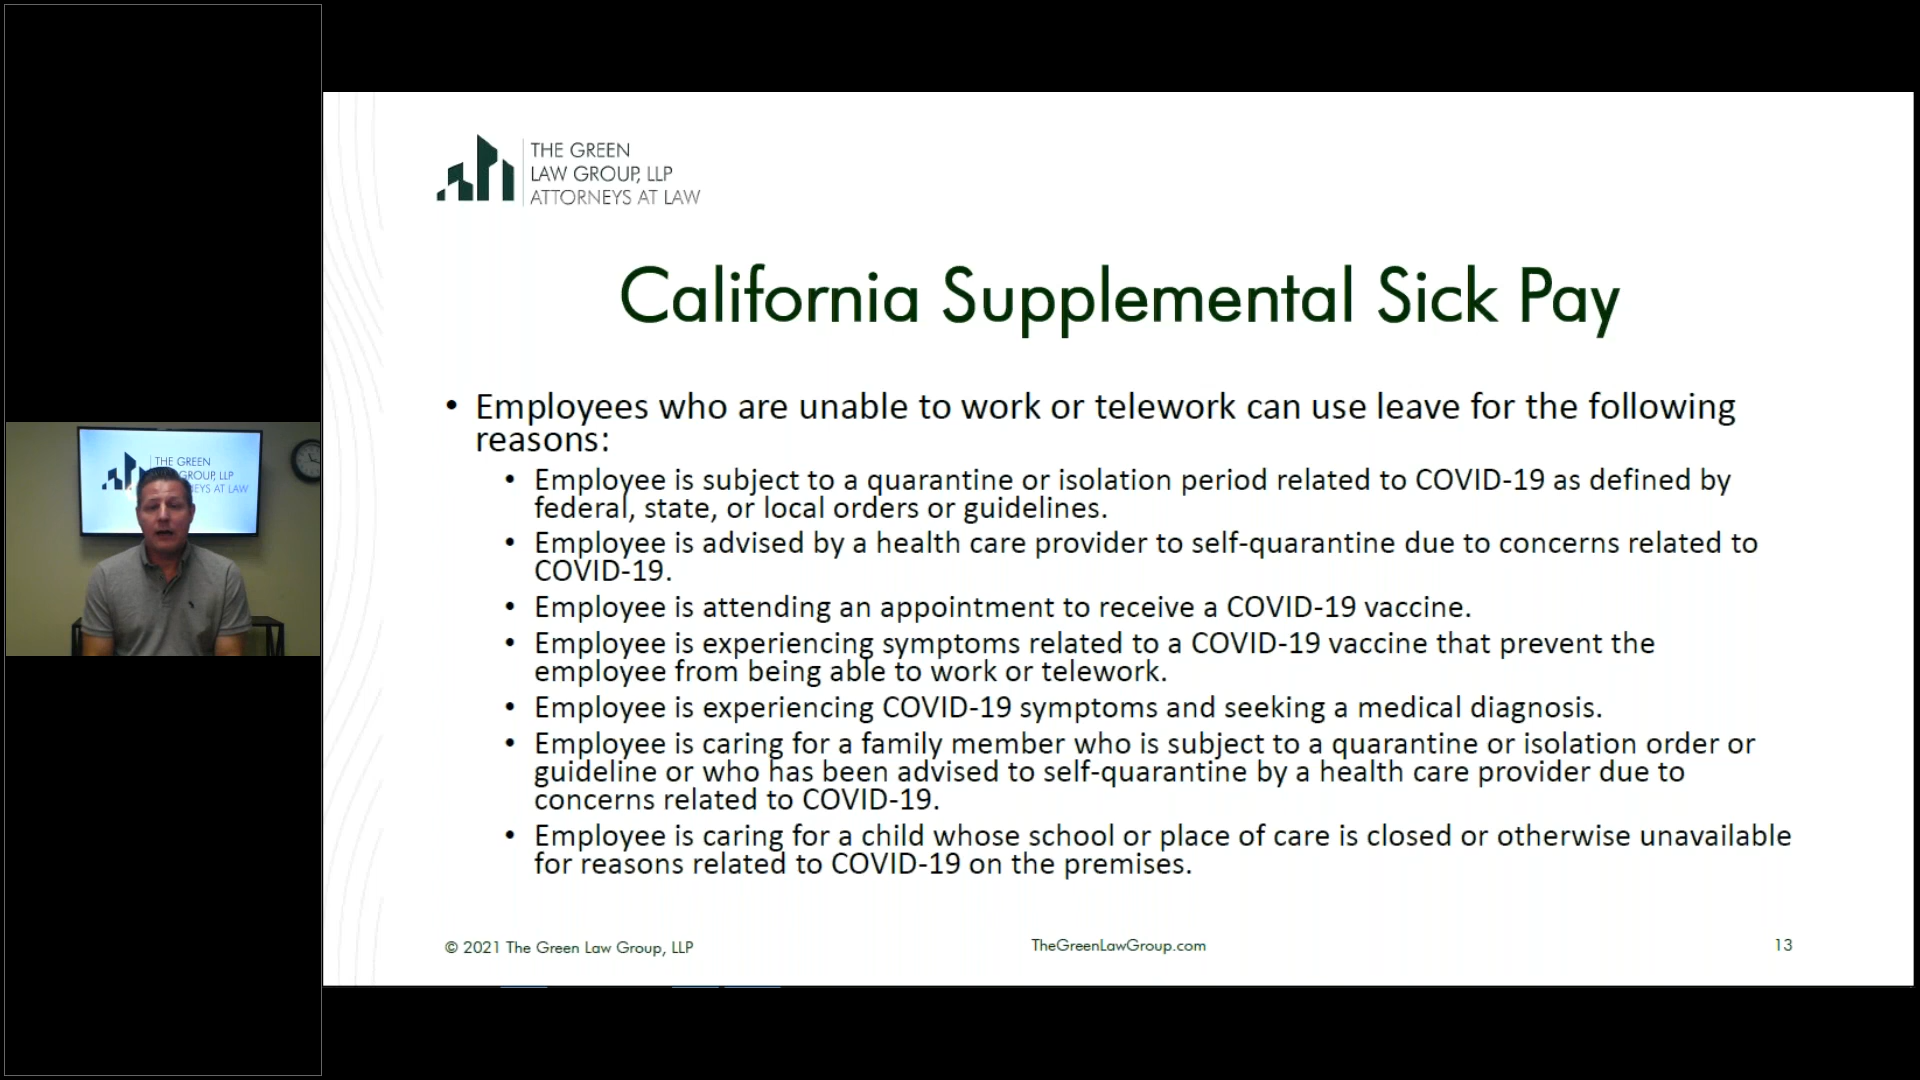 THE GREEN
LAW GROUP, LLP
ATTORNEYS AT LAW
California Supplemental Sick Pay
• Employees who are unable to work or telework can use leave for the following
reasons:
• Employee is subject to a quarantine or isolation period related to COVID-19 as defined by
federal, state, or local orders or guidelines.
• Employee is advised by a health care provider to self-quarantine due to concerns related to
COVID-19.
• Employee is attending an appointment to receive a COVID-19 vaccine.
• Employee is experiencing symptoms related to a COVID-19 vaccine that prevent the
employee from being able to work or telework.
• Employee is experiencing COVID-19 symptoms and seeking a medical diagnosis.
• Employee is caring for a family member who is subject to a quarantine or isolation order or
guideline or who has been advised to self-quarantine by a health care provider due to
concerns related to COVID-19.
• Employee is caring for a child whose school or place of care is closed or otherwise unavailable
for reasons related to COVID-19 on the premises.
© 2021 The Green Law Group, LLP
TheGreenLawGroup.com
13
THE GREEN
GROUP, LLP
AT LAW